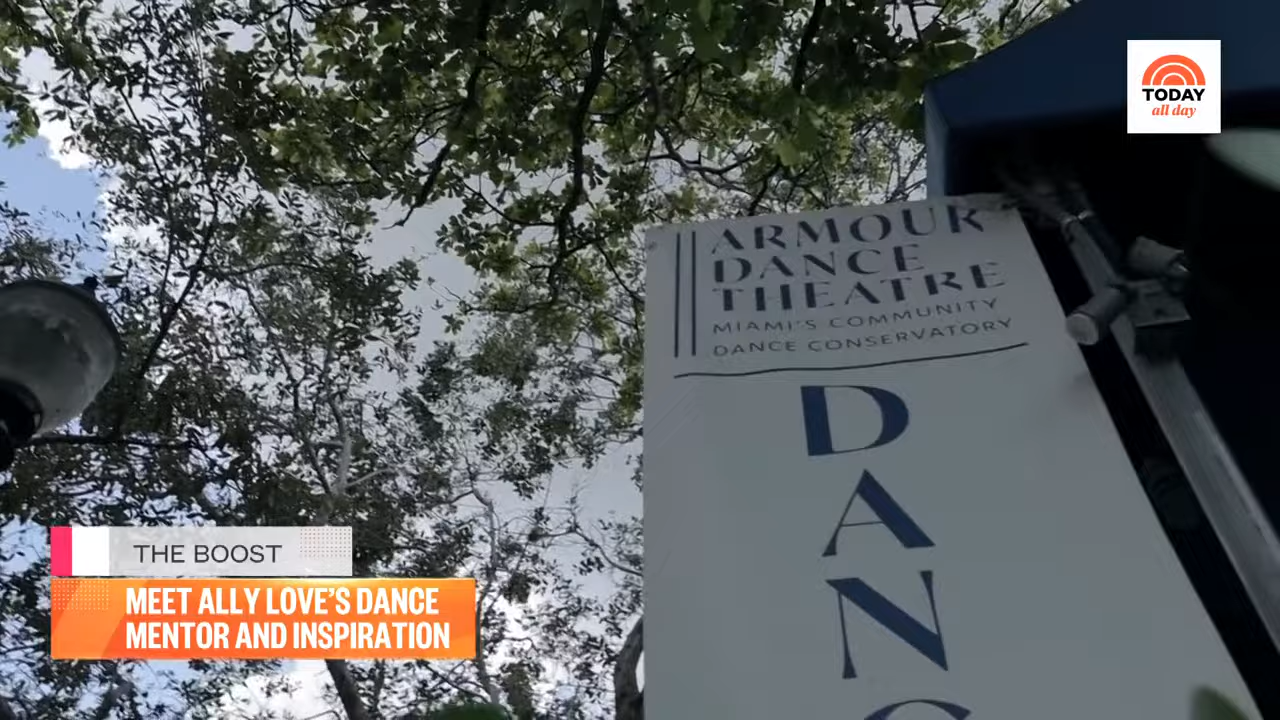 TODAY
all day
ARMOUR
DANCE
THEATRE
MIAMI'S COMMUNITY
DANCE CONSERVATORY
D
A
N
C
THE BOOST
MEET ALLY LOVE'S DANCE
MENTOR AND INSPIRATION